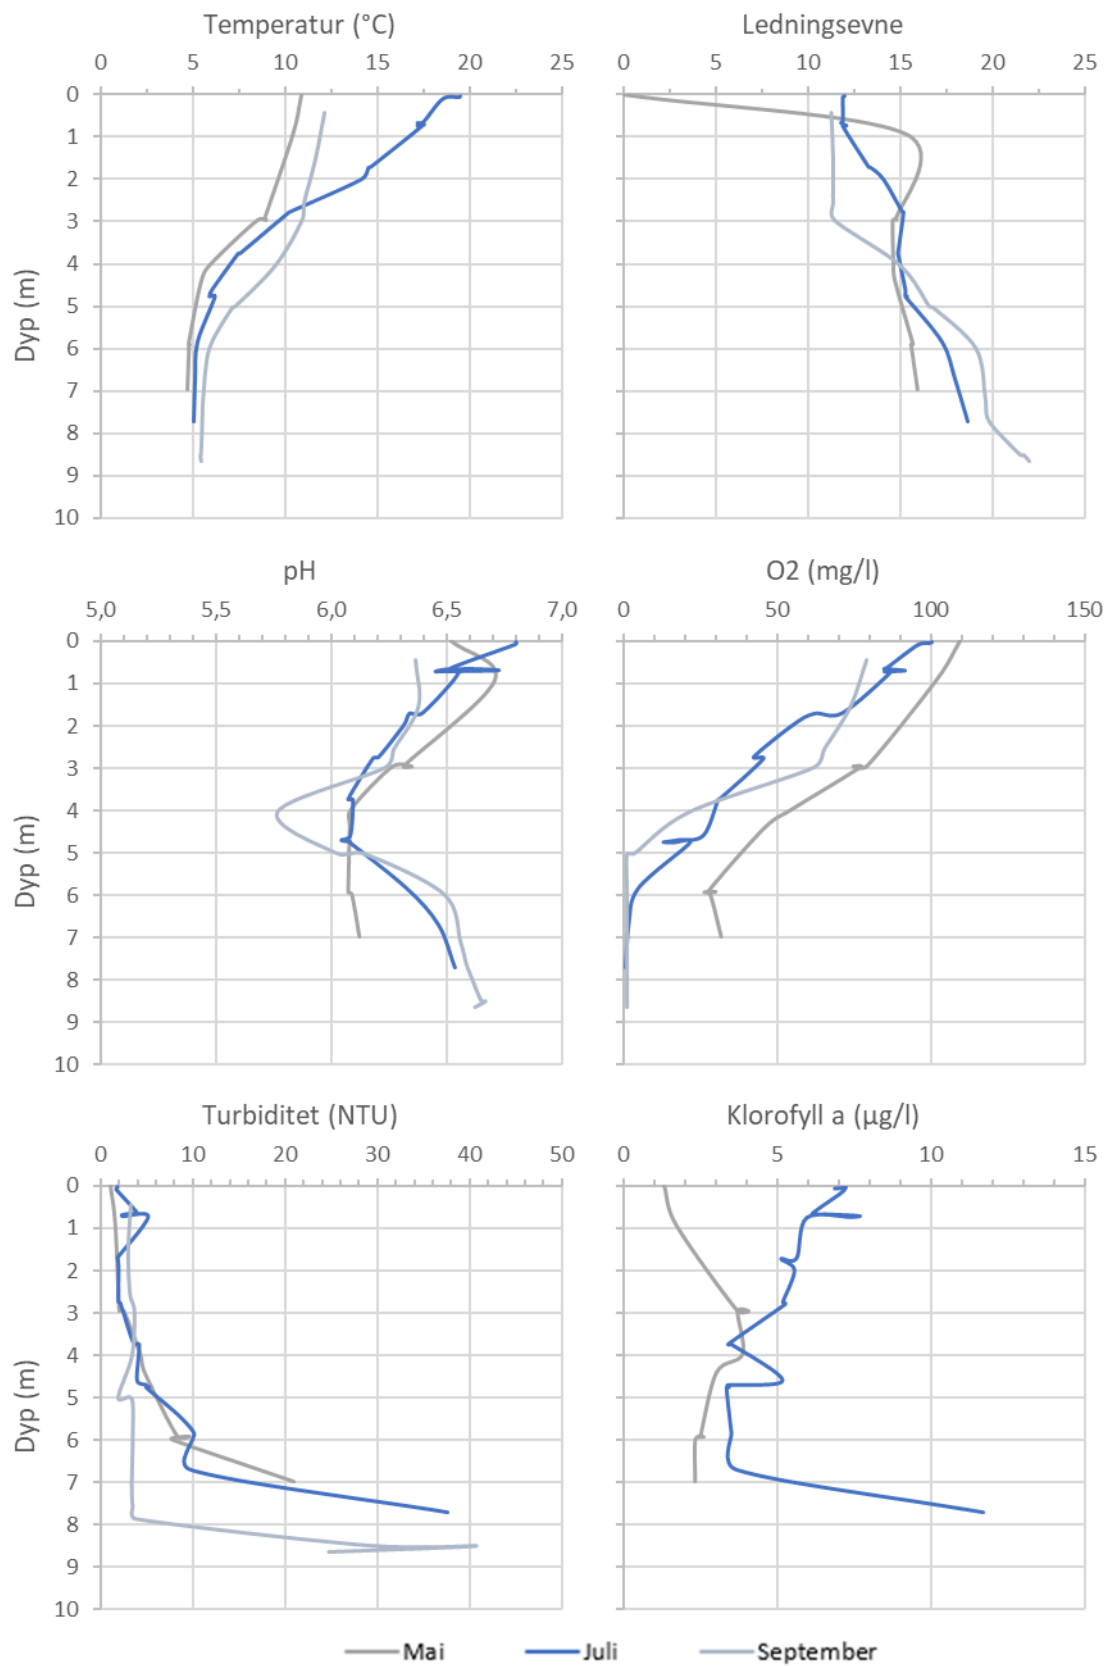 Temperatur (°C)
0 5 10 15 20 25
0
1
2
3
4
5
6
7
8
9
10
Dyp (m)
Ledningsevne
0 5 10 15 20 25
pH
5,0 5,5 6,0 6,5 7,0
0
1
2
3
4
5
6
7
8
9
10
Dyp (m)
O2 (mg/l)
0 50 100 150
Turbiditet (NTU)
0 10 20 30 40 50
0
1
2
3
4
5
6
7
8
9
10
Dyp (m)
Klorofyll a (µg/l)
0 5 10 15
Mai Juli September